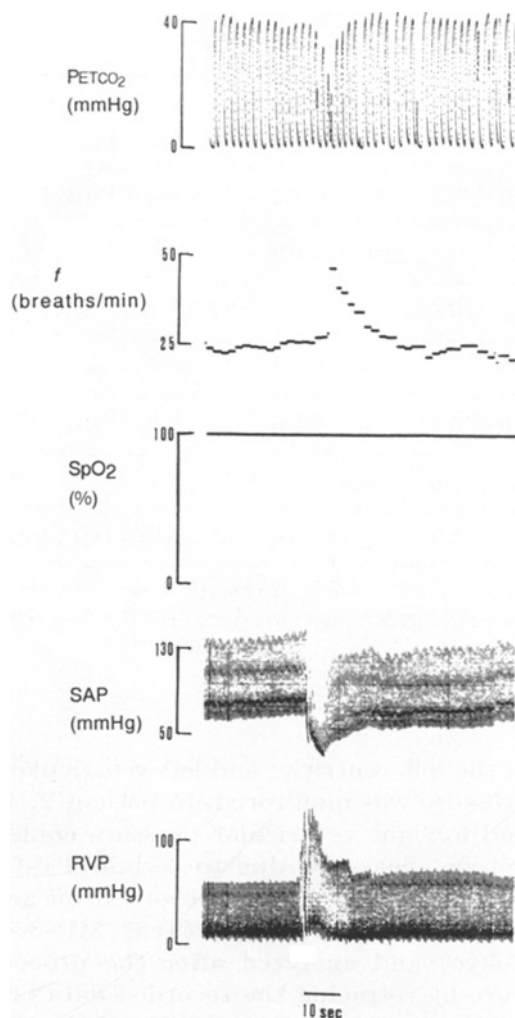 40
PETCO2
(mmHg)
0
50
f
(breaths/min)
25
100
SpO2
(%)
0
130
SAP
(mmHg)
50
100
RVP
(mmHg)
0
10 sec